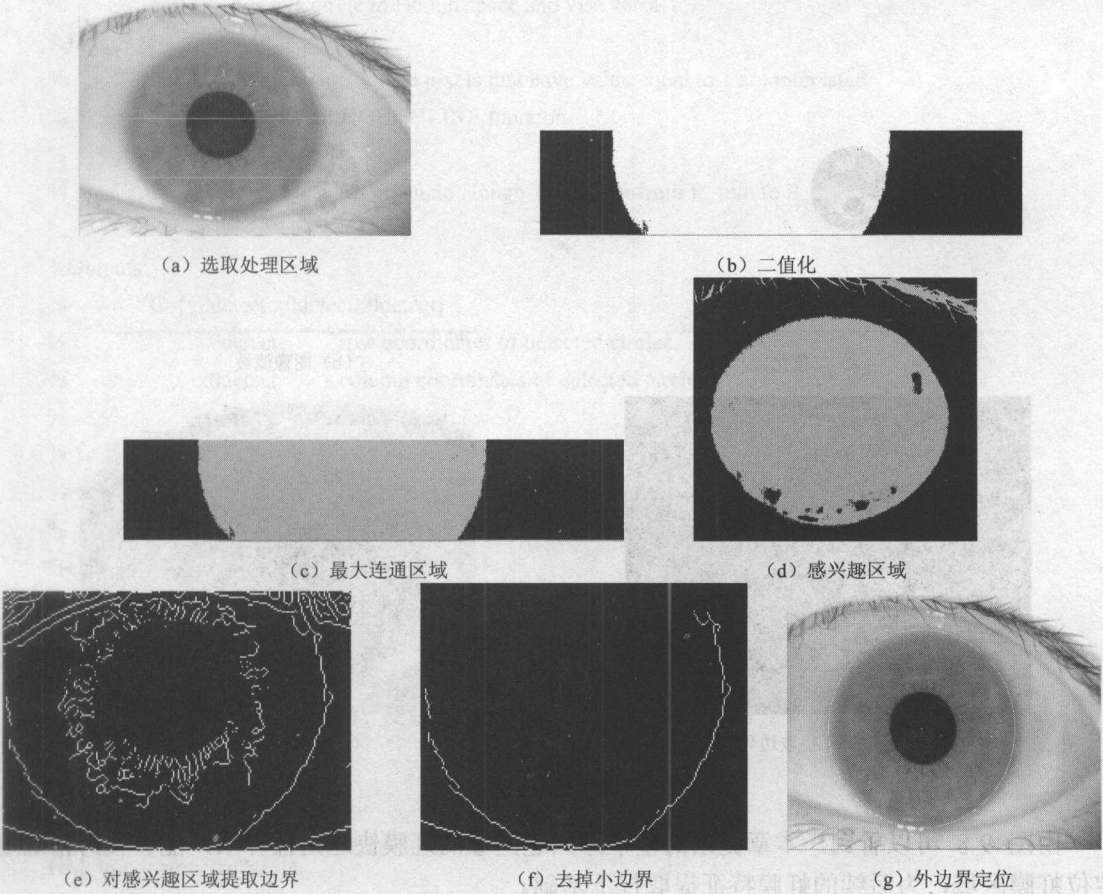 (a) 选取处理区域
(b) 二值化
(c) 最大连通区域
(d) 感兴趣区域
(e) 对感兴趣区域提取边界
(f) 去掉小边界
(g) 外边界定位